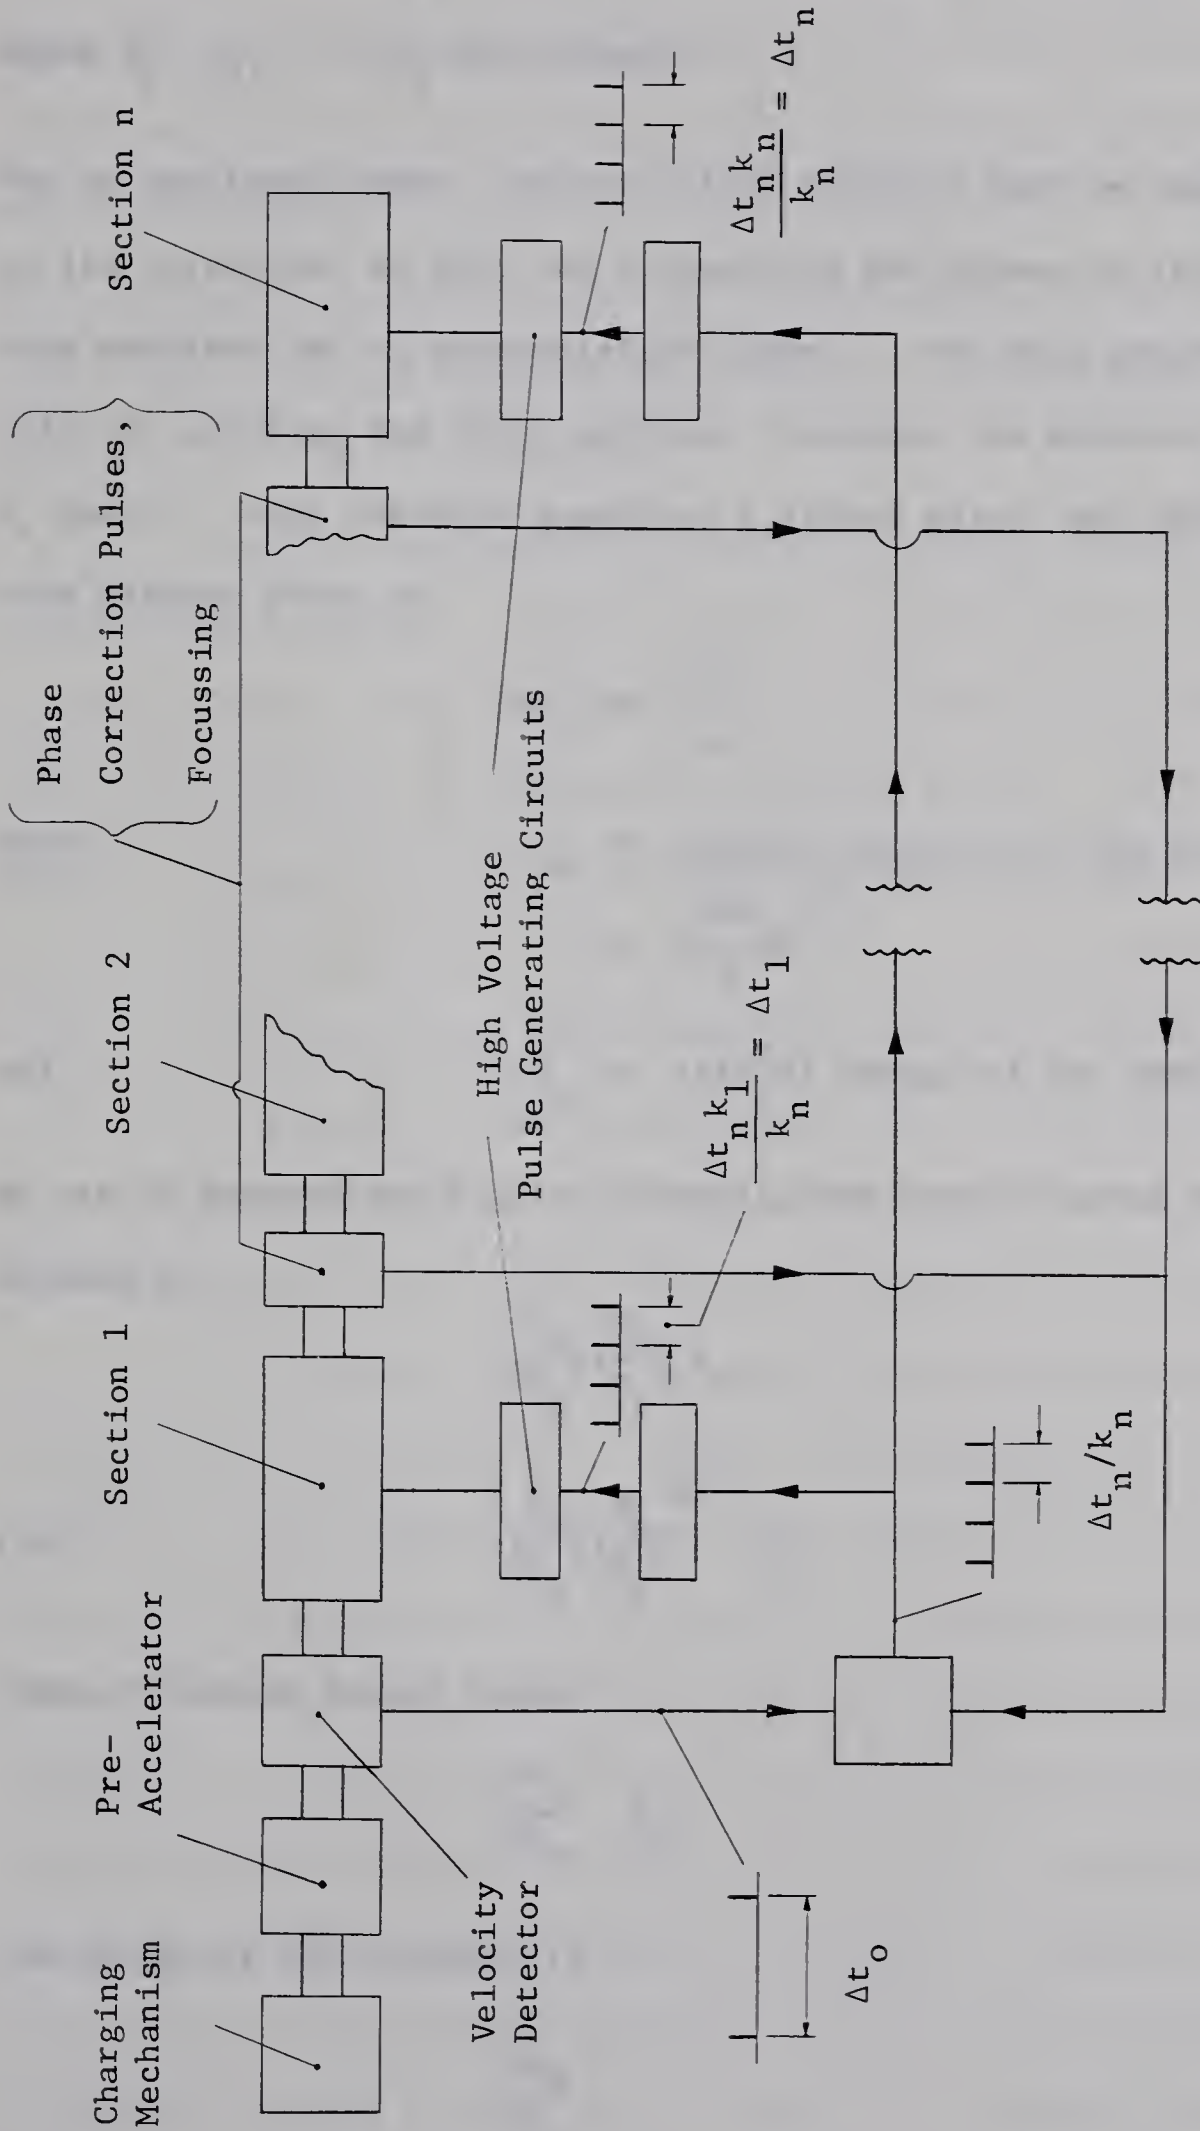 Charging
Mechanism
Pre-
Accelerator
Section 1
Section 2
Phase
Correction Pulses,
Focussing
Section n
Velocity
Detector
High Voltage
Pulse Generating Circuits
Δt_o
Δt_n/k_n
Δt_n k_1 / k_n = Δt_1
Δt_n k_n / k_n = Δt_n